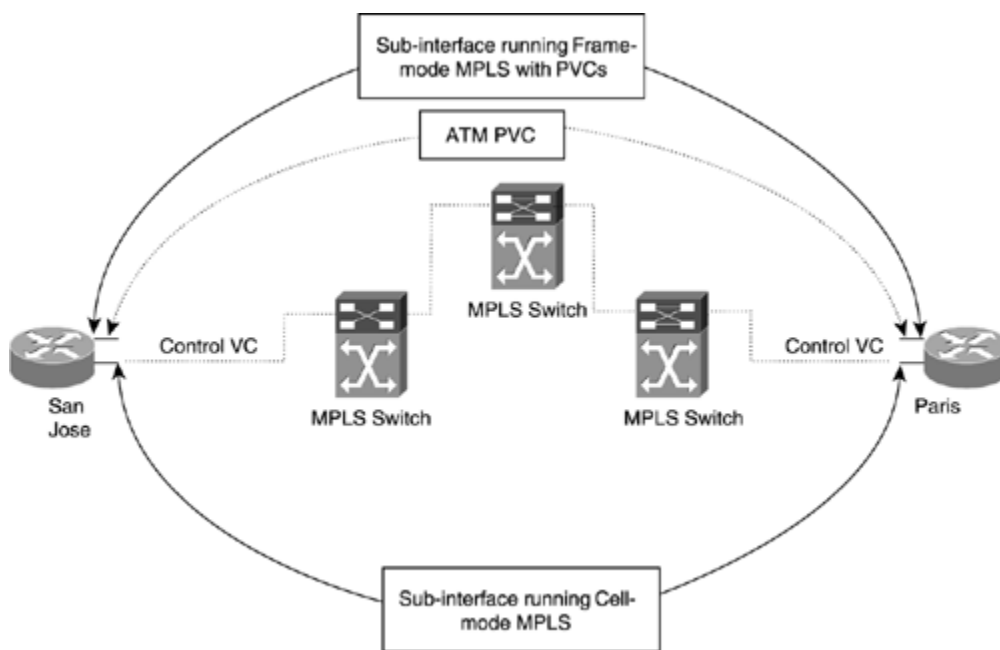 Sub-interface running Frame-
mode MPLS with PVCs
ATM PVC
MPLS Switch
Control VC
Control VC
San
Jose
MPLS Switch
MPLS Switch
Paris
Sub-interface running Cell-
mode MPLS